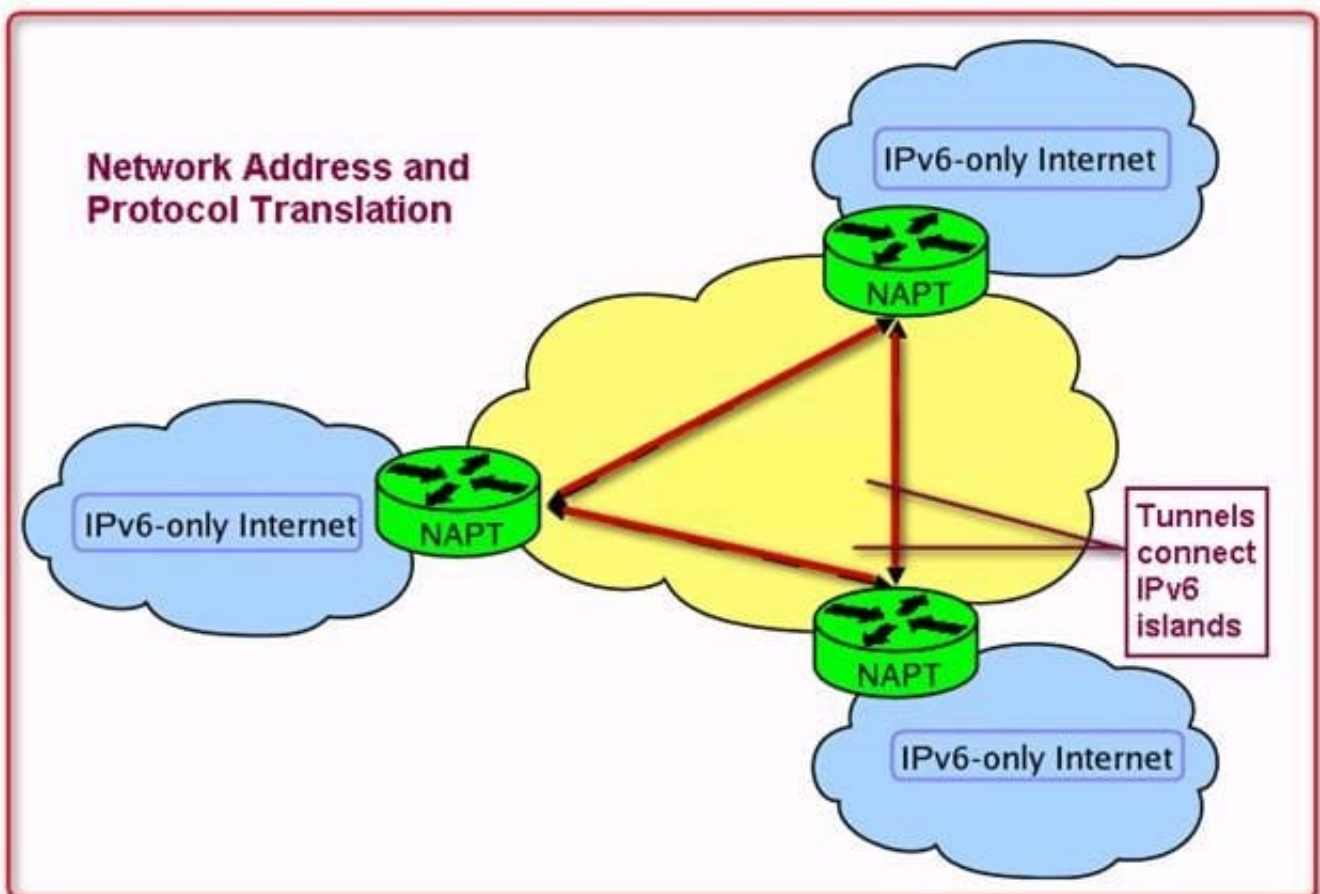 Network Address and
Protocol Translation
IPv6-only Internet
NAPT
IPv6-only Internet
NAPT
Tunnels
connect
IPv6
islands
NAPT
IPv6-only Internet